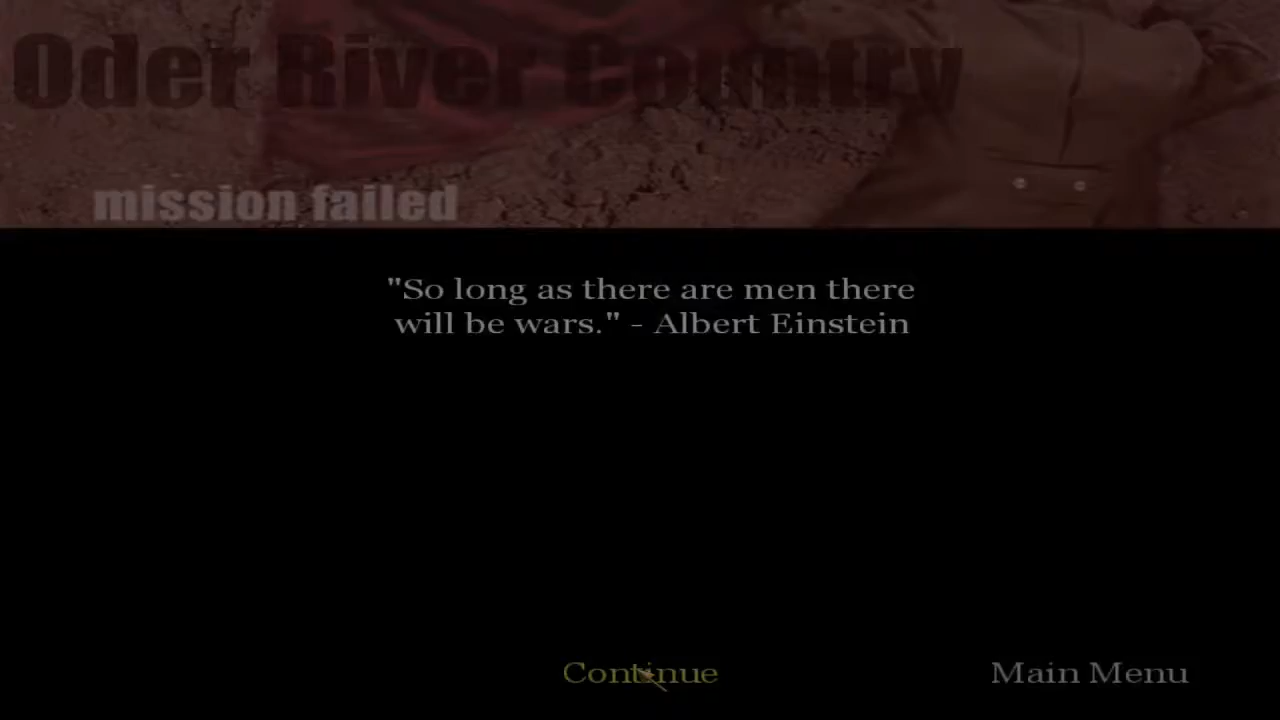 Oder River Country
mission failed
"So long as there are men there
will be wars." - Albert Einstein
Continue
Main Menu